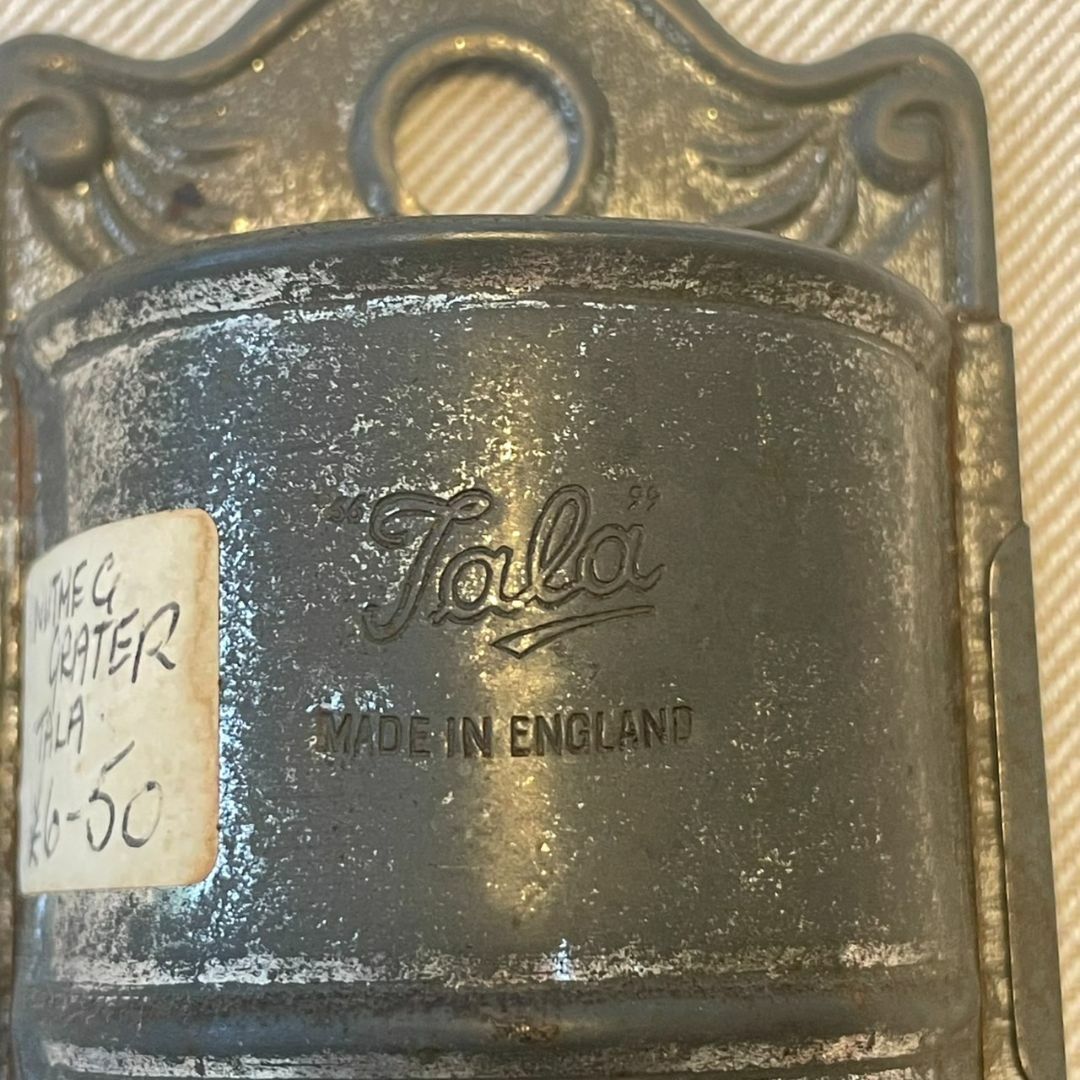 "Tala"
MADE IN ENGLAND
NUTMEG
GRATER
TALA
£6-50